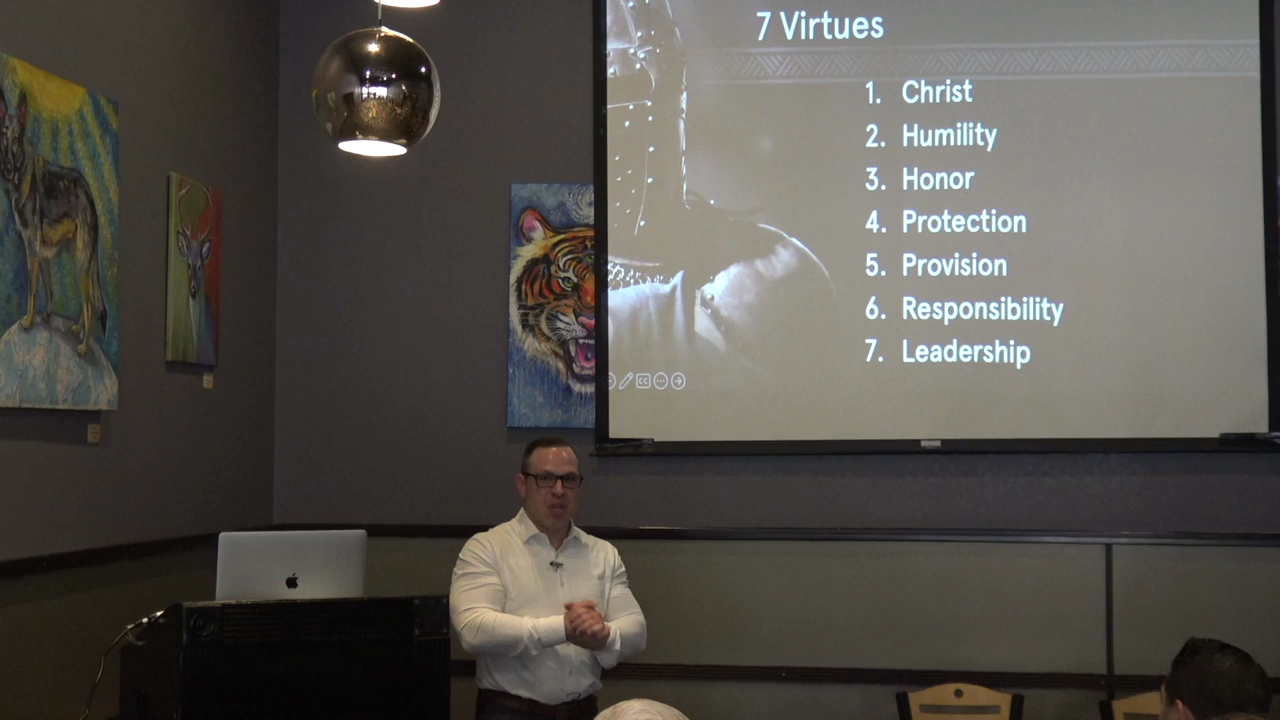 7 Virtues
1. Christ
2. Humility
3. Honor
4. Protection
5. Provision
6. Responsibility
7. Leadership